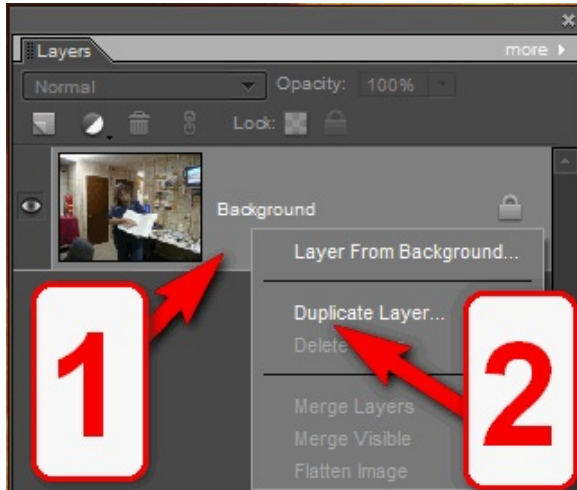 Layers more
Normal Opacity: 100%
Lock:
Background
Layer From Background...
Duplicate Layer...
Delete
Merge Layers
Merge Visible
Flatten Image
1
2